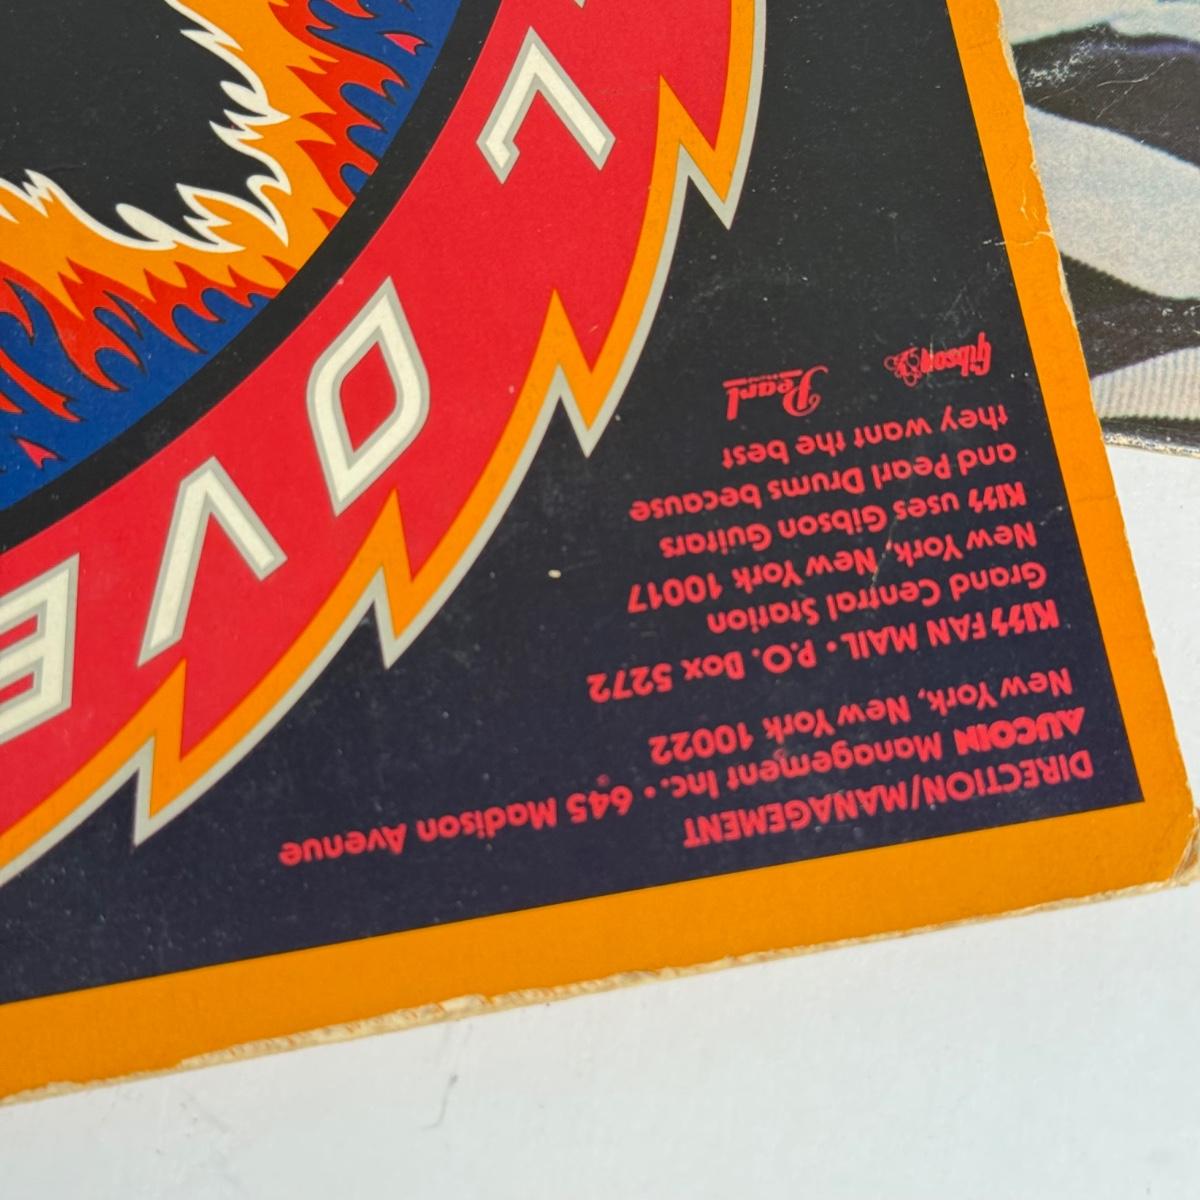 DIRECTION/MANAGEMENT
AUCOIN Management Inc. • 645 Madison Avenue
New York, New York 10022
KISS FAN MAIL • P.O. Box 5272
Grand Central Station
New York, New York 10017
KISS uses Gibson Guitars
and Pearl Drums because
they want the best
Gibson Pearl
LOVE